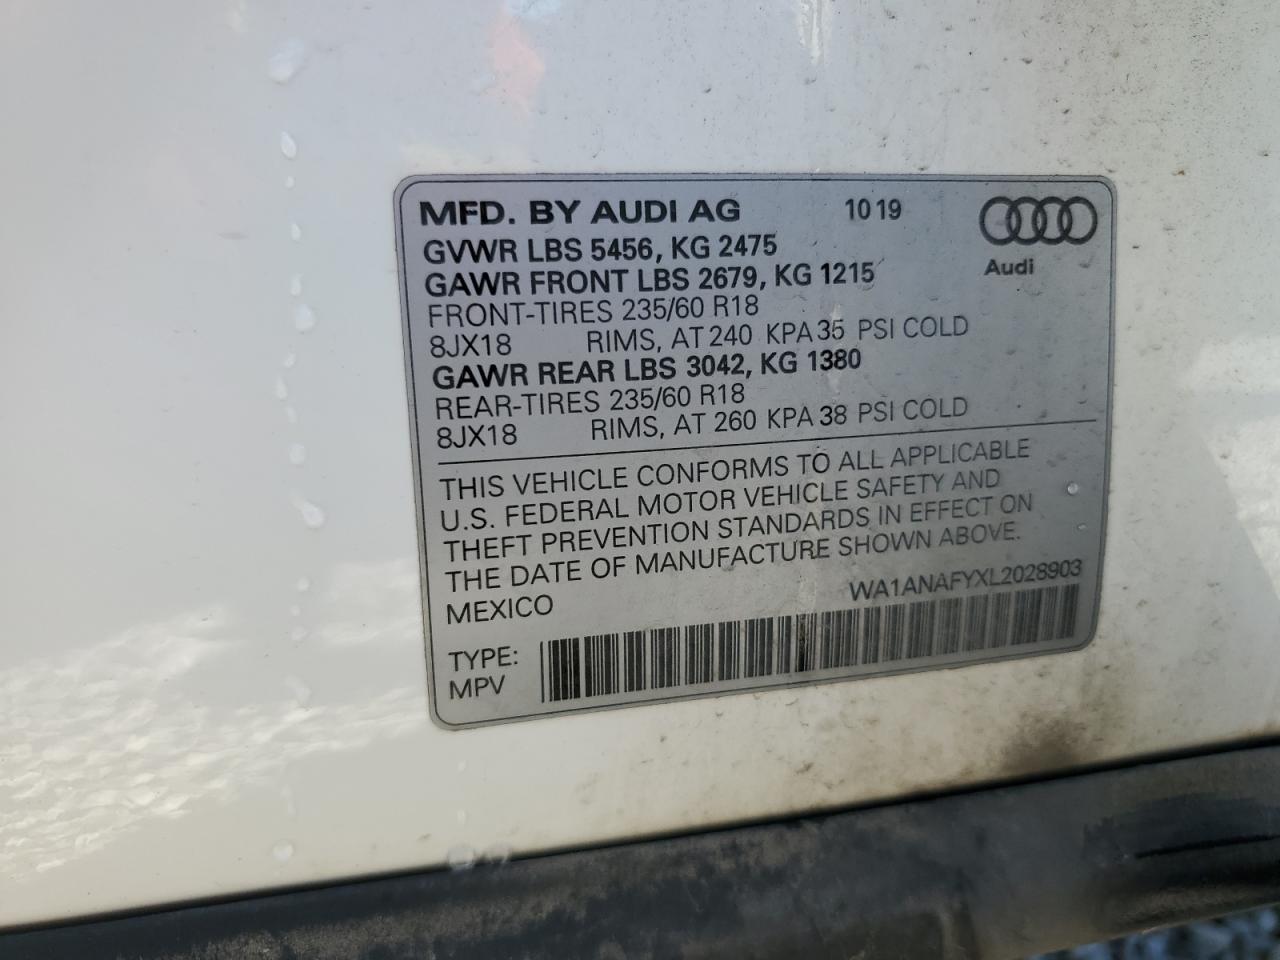 MFD. BY AUDI AG 10 19
GVWR LBS 5456, KG 2475
GAWR FRONT LBS 2679, KG 1215
Audi
FRONT-TIRES 235/60 R18
8JX18 RIMS, AT 240 KPA 35 PSI COLD
GAWR REAR LBS 3042, KG 1380
REAR-TIRES 235/60 R18
8JX18 RIMS, AT 260 KPA 38 PSI COLD
THIS VEHICLE CONFORMS TO ALL APPLICABLE
U.S. FEDERAL MOTOR VEHICLE SAFETY AND
THEFT PREVENTION STANDARDS IN EFFECT ON
THE DATE OF MANUFACTURE SHOWN ABOVE.
MEXICO WA1ANAFYXL2028903
TYPE:
MPV